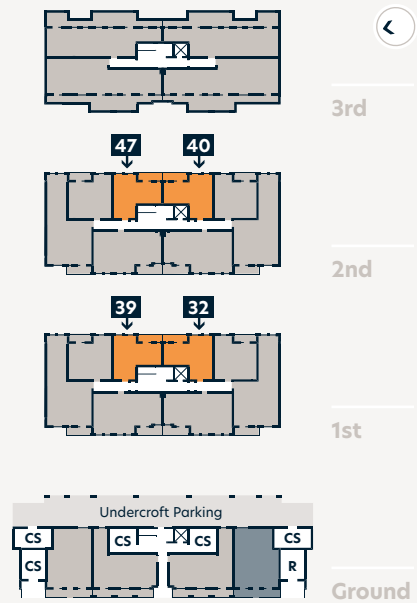 3rd
47 40
2nd
39 32
1st
Undercroft Parking
CS CS CS CS
CS R
Ground